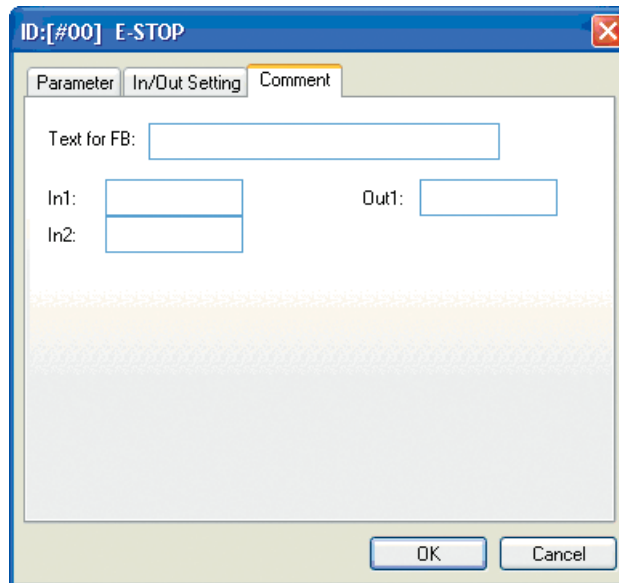 ID:[#00] E-STOP
Parameter In/Out Setting Comment
Text for FB:
In1: Out1:
In2:
OK Cancel